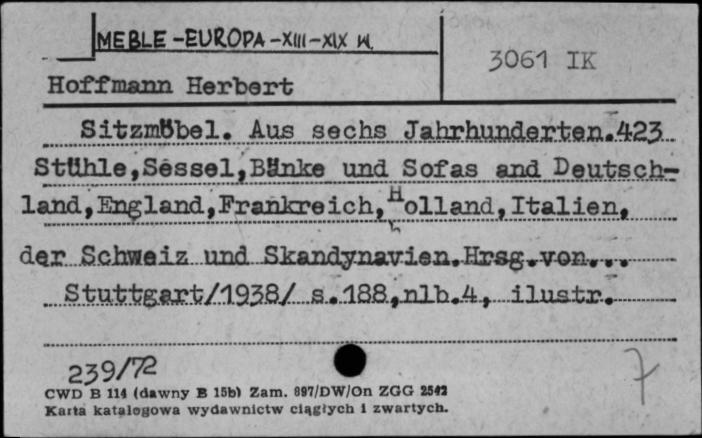 MEBLE-EUROPA-XIII-XIX W.
3061 IK
Hoffmann Herbert
Sitzmöbel. Aus sechs Jahrhunderten.423
Stühle,Sessel,Bänke und Sofas and Deutsch-
land,England,Frankreich,Holland,Italien,
der Schweiz und Skandynavien.Hrsg.von...
Stuttgart/1938/ s.188,nlb.4, ilustr.
239/72
7
CWD B 114 (dawny B 15b) Zam. 897/DW/On ZGG 2542
Karta katalogowa wydawnictw ciągłych i zwartych.